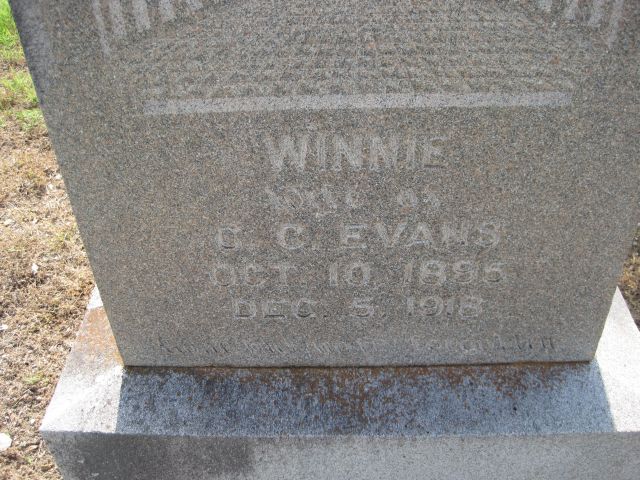 WINNIE
WIFE OF
C. C. EVANS
OCT. 10, 1896
DEC. 5, 1918